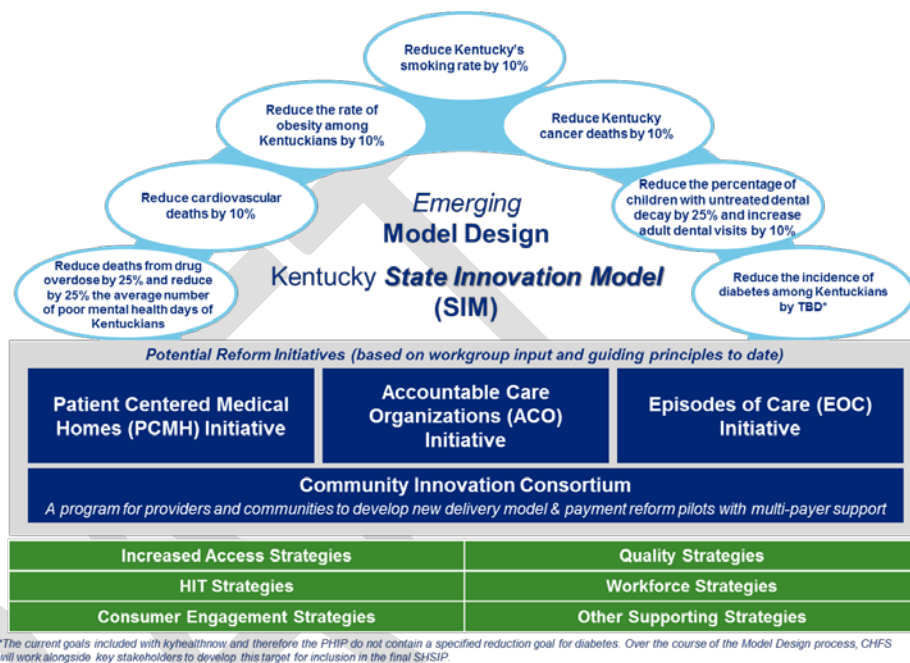 Reduce Kentucky's
smoking rate by 10%
Reduce the rate of
obesity among
Kentuckians by 10%
Reduce Kentucky
cancer deaths by 10%
Reduce cardiovascular
deaths by 10%
Reduce the percentage of
children with untreated dental
decay by 25% and increase
adult dental visits by 10%
Reduce deaths from drug
overdose by 25% and reduce
by 25% the average number
of poor mental health days of
Kentuckians
Reduce the incidence of
diabetes among Kentuckians
by TBD*
Emerging
Model Design
Kentucky State Innovation Model
(SIM)
Potential Reform Initiatives (based on workgroup input and guiding principles to date)
Patient Centered Medical
Homes (PCMH) Initiative
Accountable Care
Organizations (ACO)
Initiative
Episodes of Care (EOC)
Initiative
Community Innovation Consortium
A program for providers and communities to develop new delivery model & payment reform pilots with multi-payer support
Increased Access Strategies
Quality Strategies
HIT Strategies
Workforce Strategies
Consumer Engagement Strategies
Other Supporting Strategies
*The current goals included with kyhealthnow and therefore the PHIP do not contain a specified reduction goal for diabetes. Over the course of the Model Design process, CHFS
will work alongside key stakeholders to develop this target for inclusion in the final SHSIP.